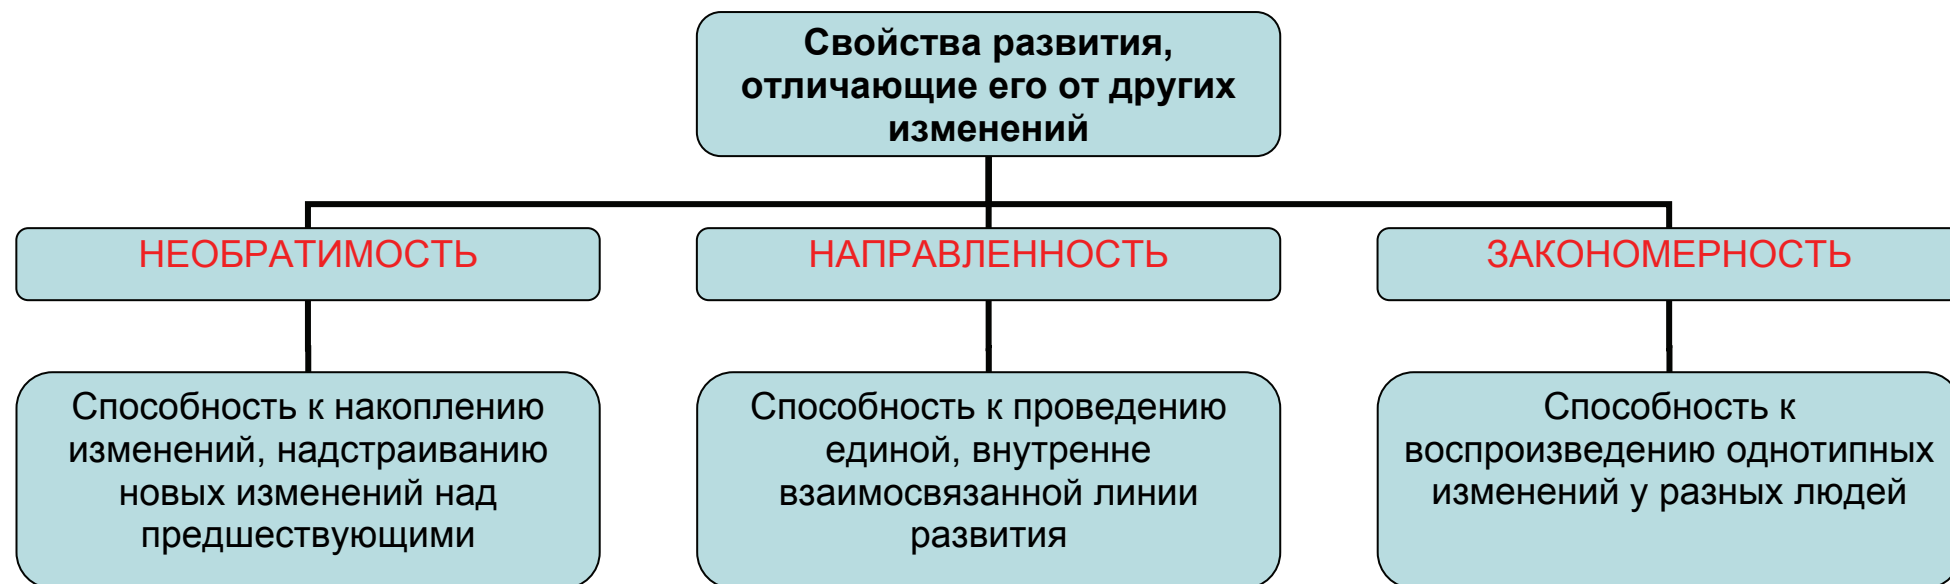 Свойства развития,
отличающие его от других
изменений
НЕОБРАТИМОСТЬ
НАПРАВЛЕННОСТЬ
ЗАКОНОМЕРНОСТЬ
Способность к накоплению
изменений, надстраиванию
новых изменений над
предшествующими
Способность к проведению
единой, внутренне
взаимосвязанной линии
развития
Способность к
воспроизведению однотипных
изменений у разных людей